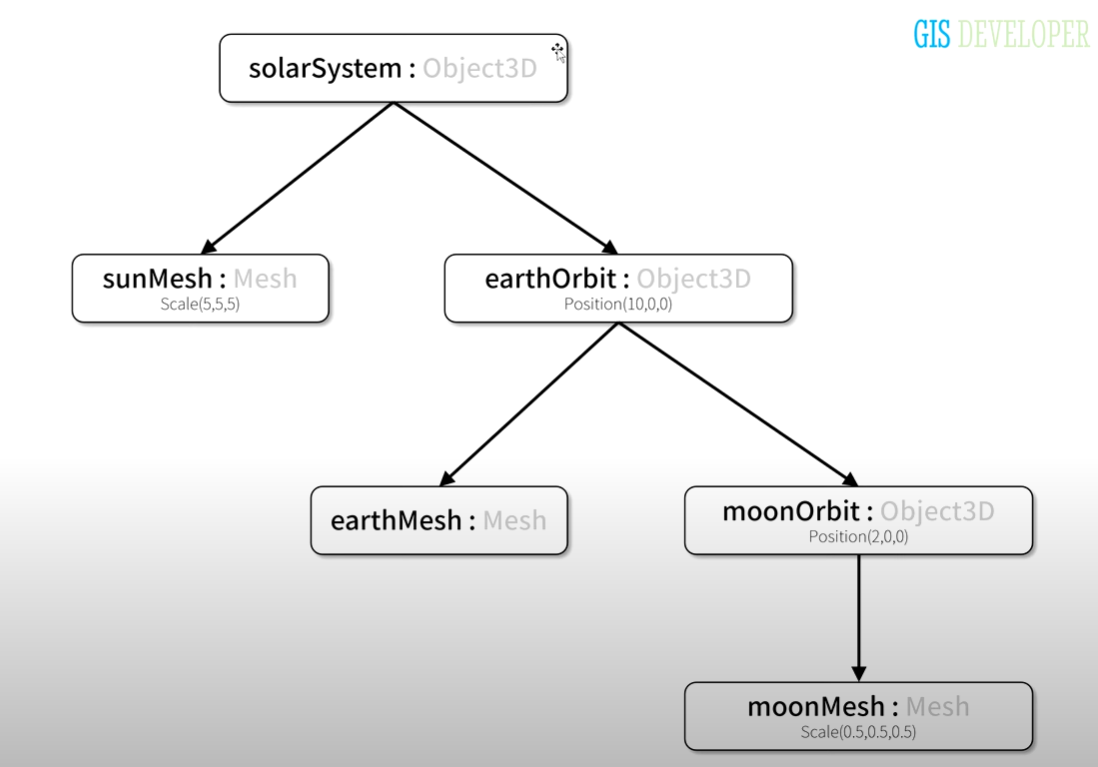 GIS DEVELOPER
solarSystem : Object3D
sunMesh : Mesh
Scale(5,5,5)
earthOrbit : Object3D
Position(10,0,0)
earthMesh : Mesh
moonOrbit : Object3D
Position(2,0,0)
moonMesh : Mesh
Scale(0.5,0.5,0.5)